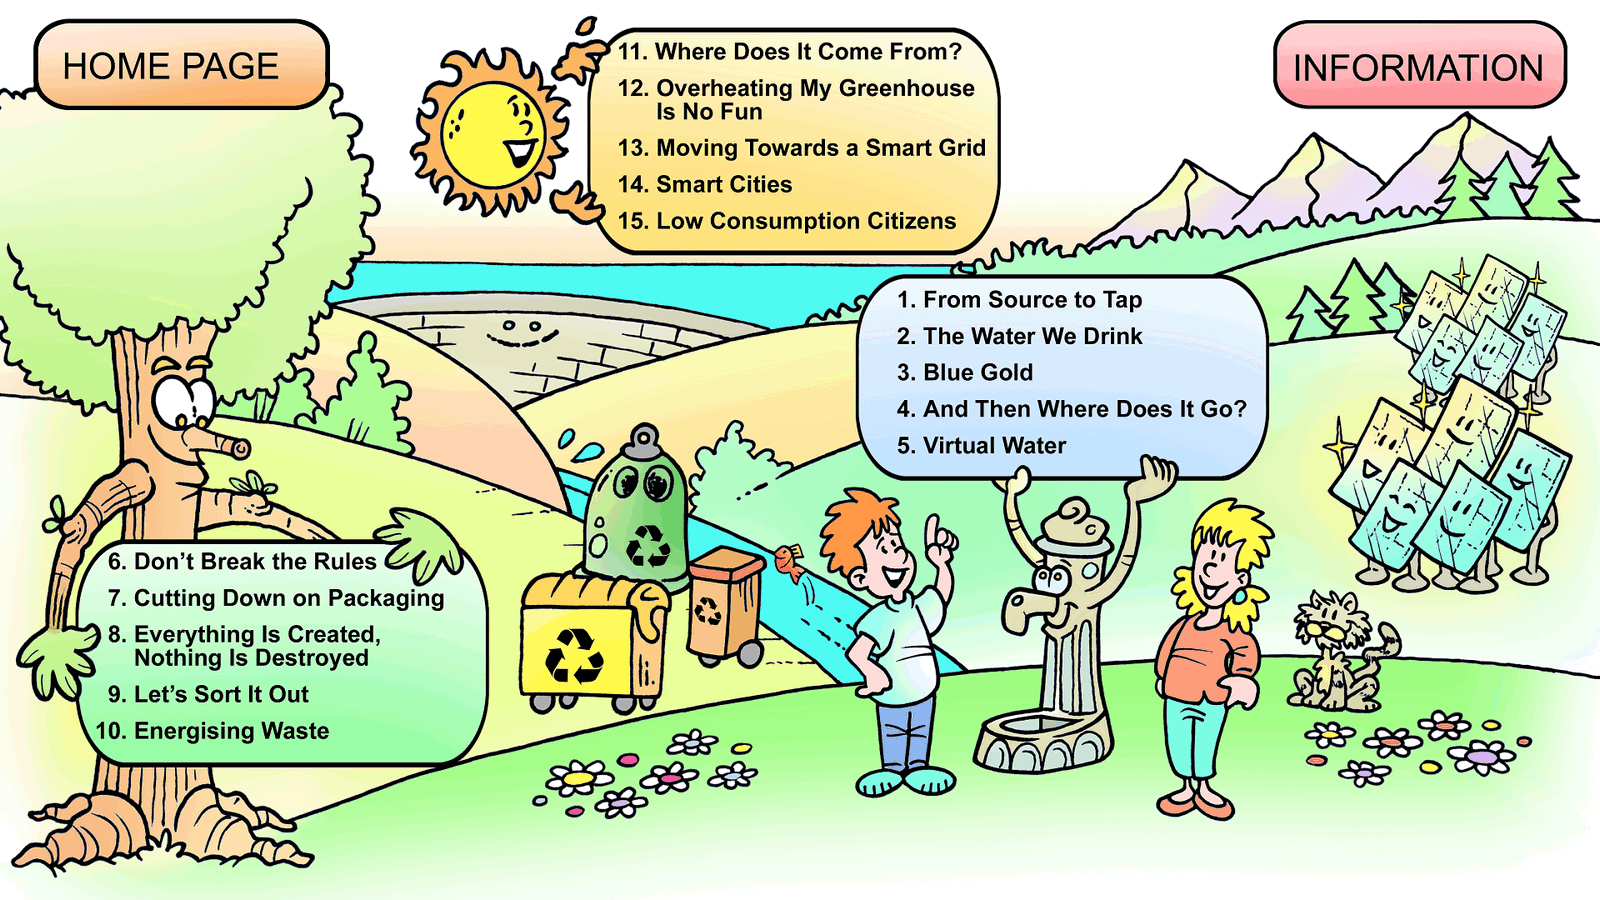 HOME PAGE
INFORMATION
11. Where Does It Come From?
12. Overheating My Greenhouse
Is No Fun
13. Moving Towards a Smart Grid
14. Smart Cities
15. Low Consumption Citizens
1. From Source to Tap
2. The Water We Drink
3. Blue Gold
4. And Then Where Does It Go?
5. Virtual Water
6. Don’t Break the Rules
7. Cutting Down on Packaging
8. Everything Is Created,
Nothing Is Destroyed
9. Let’s Sort It Out
10. Energising Waste